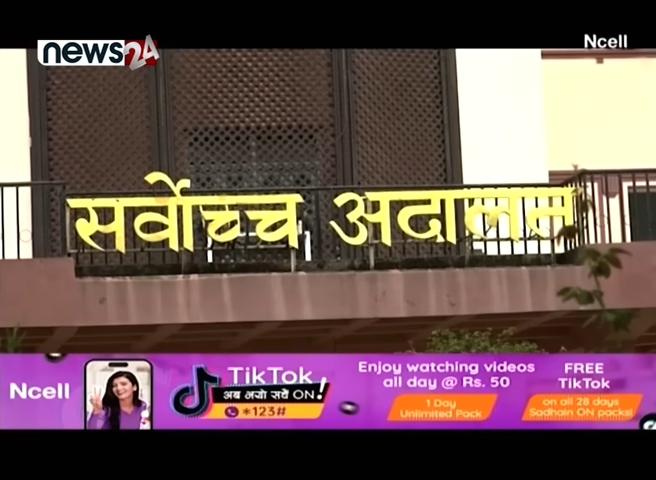 news24
Ncell
सर्वोच्च अदालत
Ncell
TikTok
अब भयो सबै ON!
*123#
Enjoy watching videos
all day @ Rs. 50
1 Day
Unlimited Pack
FREE
TikTok
on all 28 days
Sadhain ON packs!